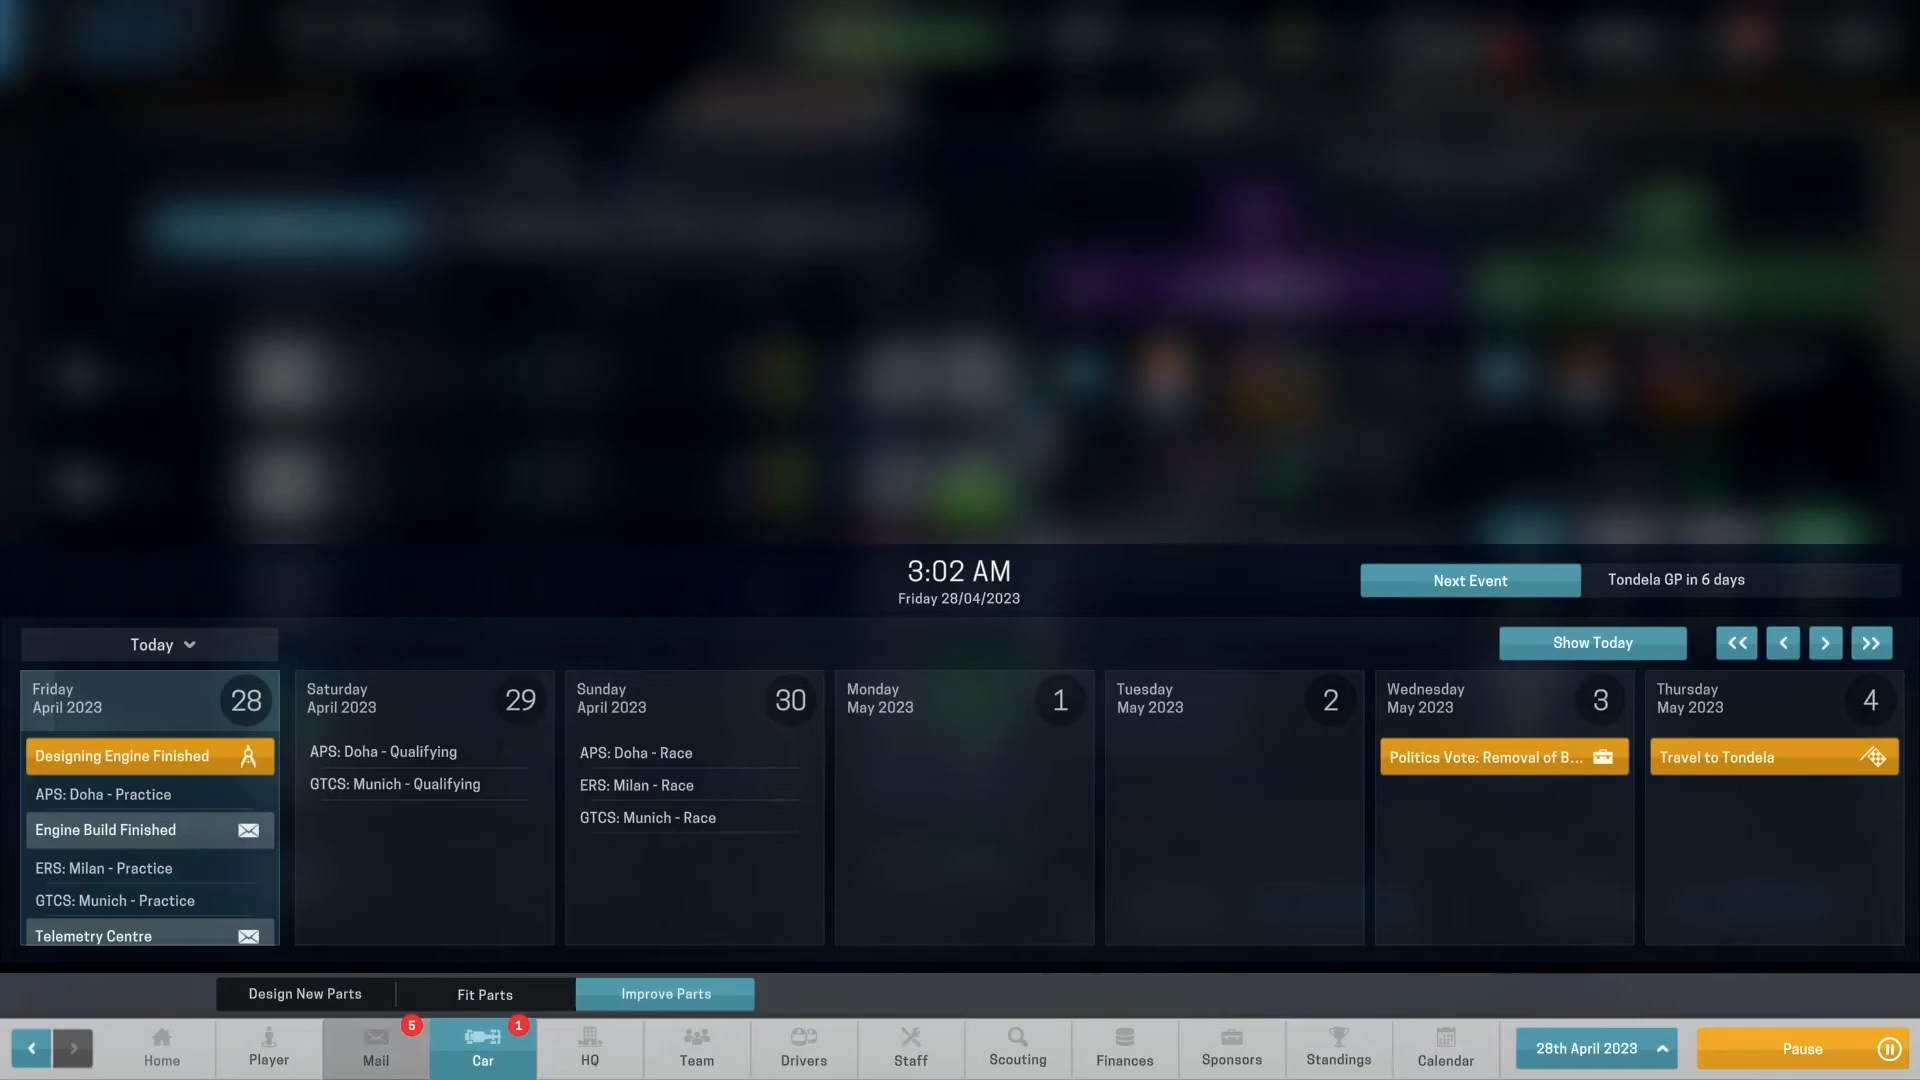 3:02 AM
Friday 28/04/2023
Next Event
Tondela GP in 6 days
Today
Show Today
Friday
April 2023
28
Designing Engine Finished
APS: Doha - Practice
Engine Build Finished
ERS: Milan - Practice
GTCS: Munich - Practice
Telemetry Centre
Saturday
April 2023
29
APS: Doha - Qualifying
GTCS: Munich - Qualifying
Sunday
April 2023
30
APS: Doha - Race
ERS: Milan - Race
GTCS: Munich - Race
Monday
May 2023
1
Tuesday
May 2023
2
Wednesday
May 2023
3
Politics Vote: Removal of B...
Thursday
May 2023
4
Travel to Tondela
Design New Parts
Fit Parts
Improve Parts
Home
Player
Mail
5
Car
1
HQ
Team
Drivers
Staff
Scouting
Finances
Sponsors
Standings
Calendar
28th April 2023
Pause